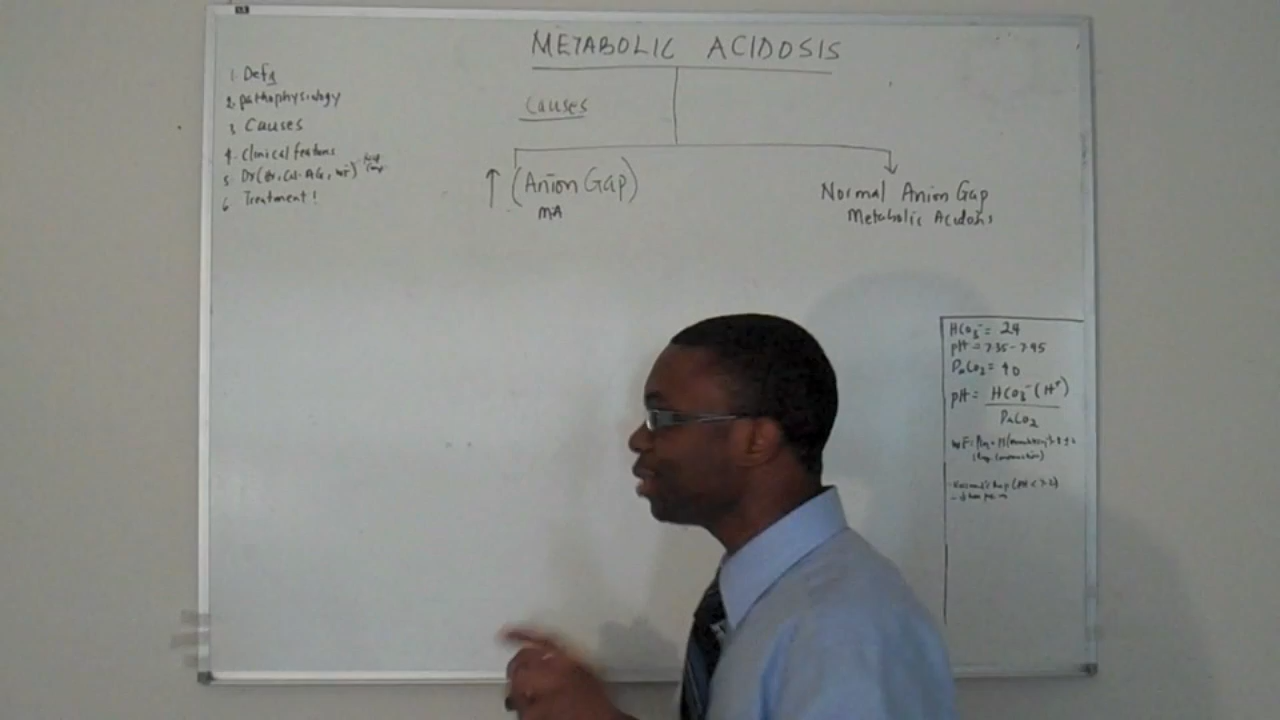 METABOLIC ACIDOSIS
1. Defn
2. pathophysiology
3. Causes
4. Clinical features
5.
6. Treatment!
Causes
↑ (Anion Gap)
MA
Normal Anion Gap
Metabolic Acidosis
HCO3⁻ = 24
pH = 7.35-7.45
PaCO2 = 40
pH = HCO3⁻ (H⁺)
PaCO2